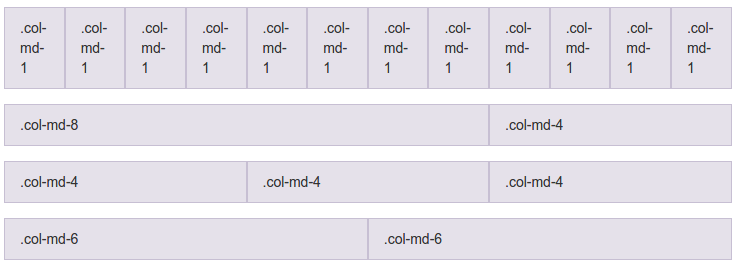 .col- .col- .col- .col- .col- .col- .col- .col- .col- .col- .col- .col-
md- md- md- md- md- md- md- md- md- md- md- md-
1 1 1 1 1 1 1 1 1 1 1 1
.col-md-8 .col-md-4
.col-md-4 .col-md-4 .col-md-4
.col-md-6 .col-md-6